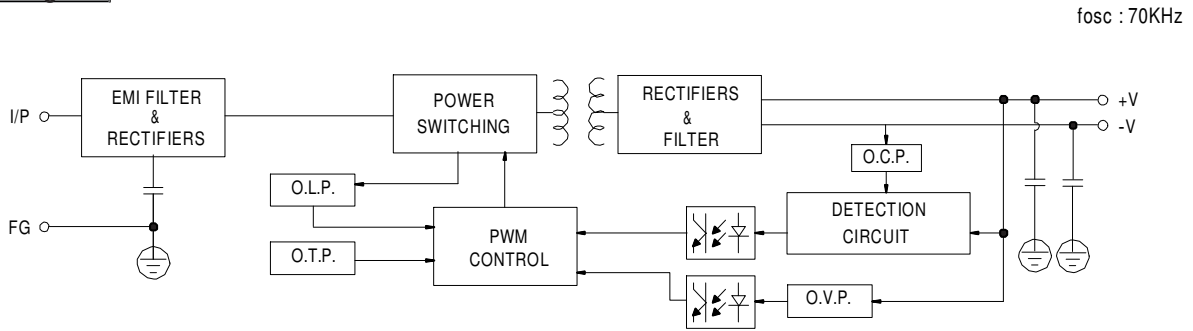 fosc : 70KHz
I/P
EMI FILTER
&
RECTIFIERS
POWER
SWITCHING
RECTIFIERS
&
FILTER
+V
-V
O.C.P.
O.L.P.
FG
PWM
CONTROL
DETECTION
CIRCUIT
O.T.P.
O.V.P.